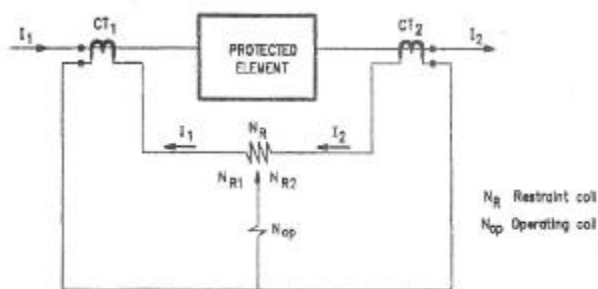 CT1
CT2
I1
PROTECTED
ELEMENT
I2
I1
NR
I2
NR1
NR2
NR Restraint coil
Nop
Nop Operating coil